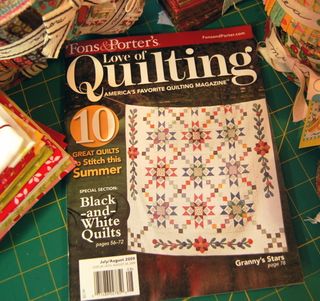 FonsandPorter.com
Fons&Porter's
Love of
Quilting
AMERICA'S FAVORITE QUILTING MAGAZINE
10
GREAT QUILTS
to Stitch this
Summer
SPECIAL SECTION:
Black
-and-
White
Quilts
pages 56-72
July/August 2009
Granny's Stars
page 76